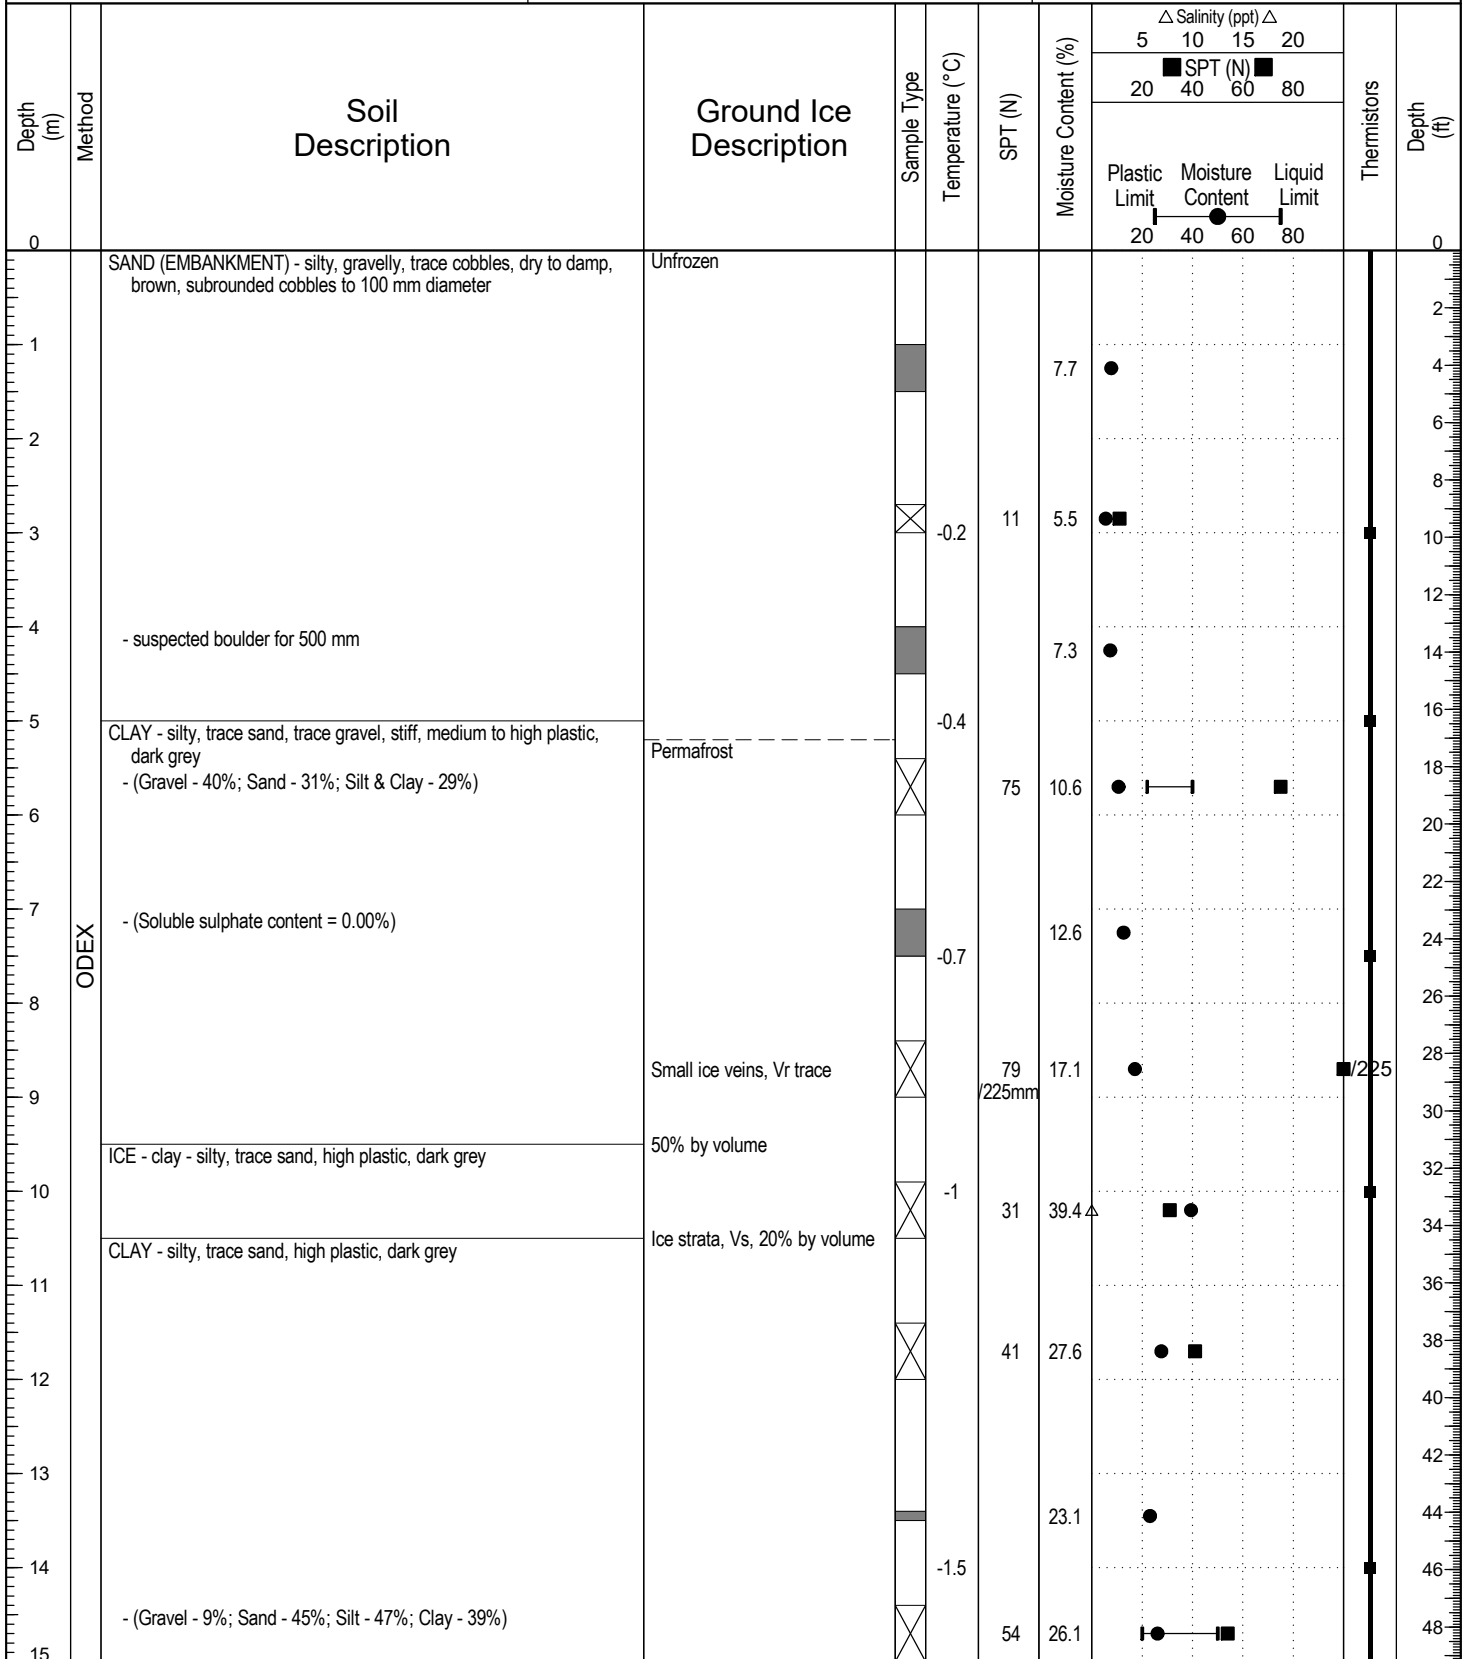 △ Salinity (ppt) △
5 10 15 20
■ SPT (N) ■
20 40 60 80
Depth (m)
Method
Soil
Description
Ground Ice
Description
Sample Type
Temperature (°C)
SPT (N)
Moisture Content (%)
Plastic Moisture Liquid
Limit Content Limit
20 40 60 80
Thermistors
Depth (ft)
0 0
SAND (EMBANKMENT) - silty, gravelly, trace cobbles, dry to damp, Unfrozen
brown, subrounded cobbles to 100 mm diameter
2
1
7.7 4
6
2
8
11 5.5
3 -0.2 10
12
4 - suspected boulder for 500 mm
7.3 14
16
5 -0.4
CLAY - silty, trace sand, trace gravel, stiff, medium to high plastic,
dark grey Permafrost
18
- (Gravel - 40%; Sand - 31%; Silt & Clay - 29%) 75 10.6
6 20
22
7 - (Soluble sulphate content = 0.00%)
12.6 24
ODEX
-0.7
8 26
28
Small ice veins, Vr trace 79 17.1 /225
/225mm
9 30
50% by volume
ICE - clay - silty, trace sand, high plastic, dark grey
32
10 -1
31 39.4 △ 34
Ice strata, Vs, 20% by volume
CLAY - silty, trace sand, high plastic, dark grey
11 36
38
41 27.6
12 40
42
13
44
23.1
14 -1.5 46
- (Gravel - 9%; Sand - 45%; Silt - 47%; Clay - 39%)
54 26.1 48
15